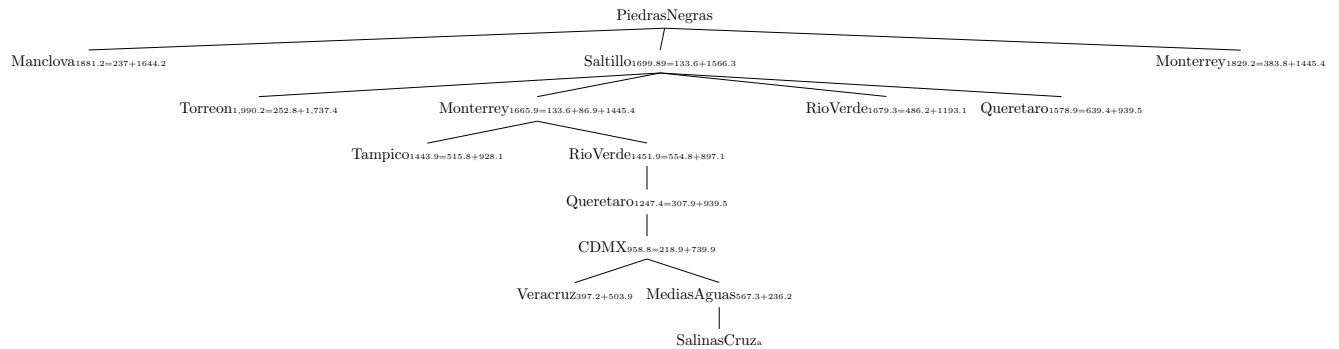 PiedrasNegras
Manclova1881.2=237+1644.2 Saltillo1699.89=133.6+1566.3 Monterrey1829.2=383.8+1445.4
Torreon1,990.2=252.8+1,737.4 Monterrey1665.9=133.6+86.9+1445.4 RioVerde1679.3=486.2+1193.1 Queretaro1578.9=639.4+939.5
Tampico1443.9=515.8+928.1 RioVerde1451.9=554.8+897.1
Queretaro1247.4=307.9+939.5
CDMX958.8=218.9+739.9
Veracruz397.2+503.9 MediasAguas567.3+236.2
SalinasCruza